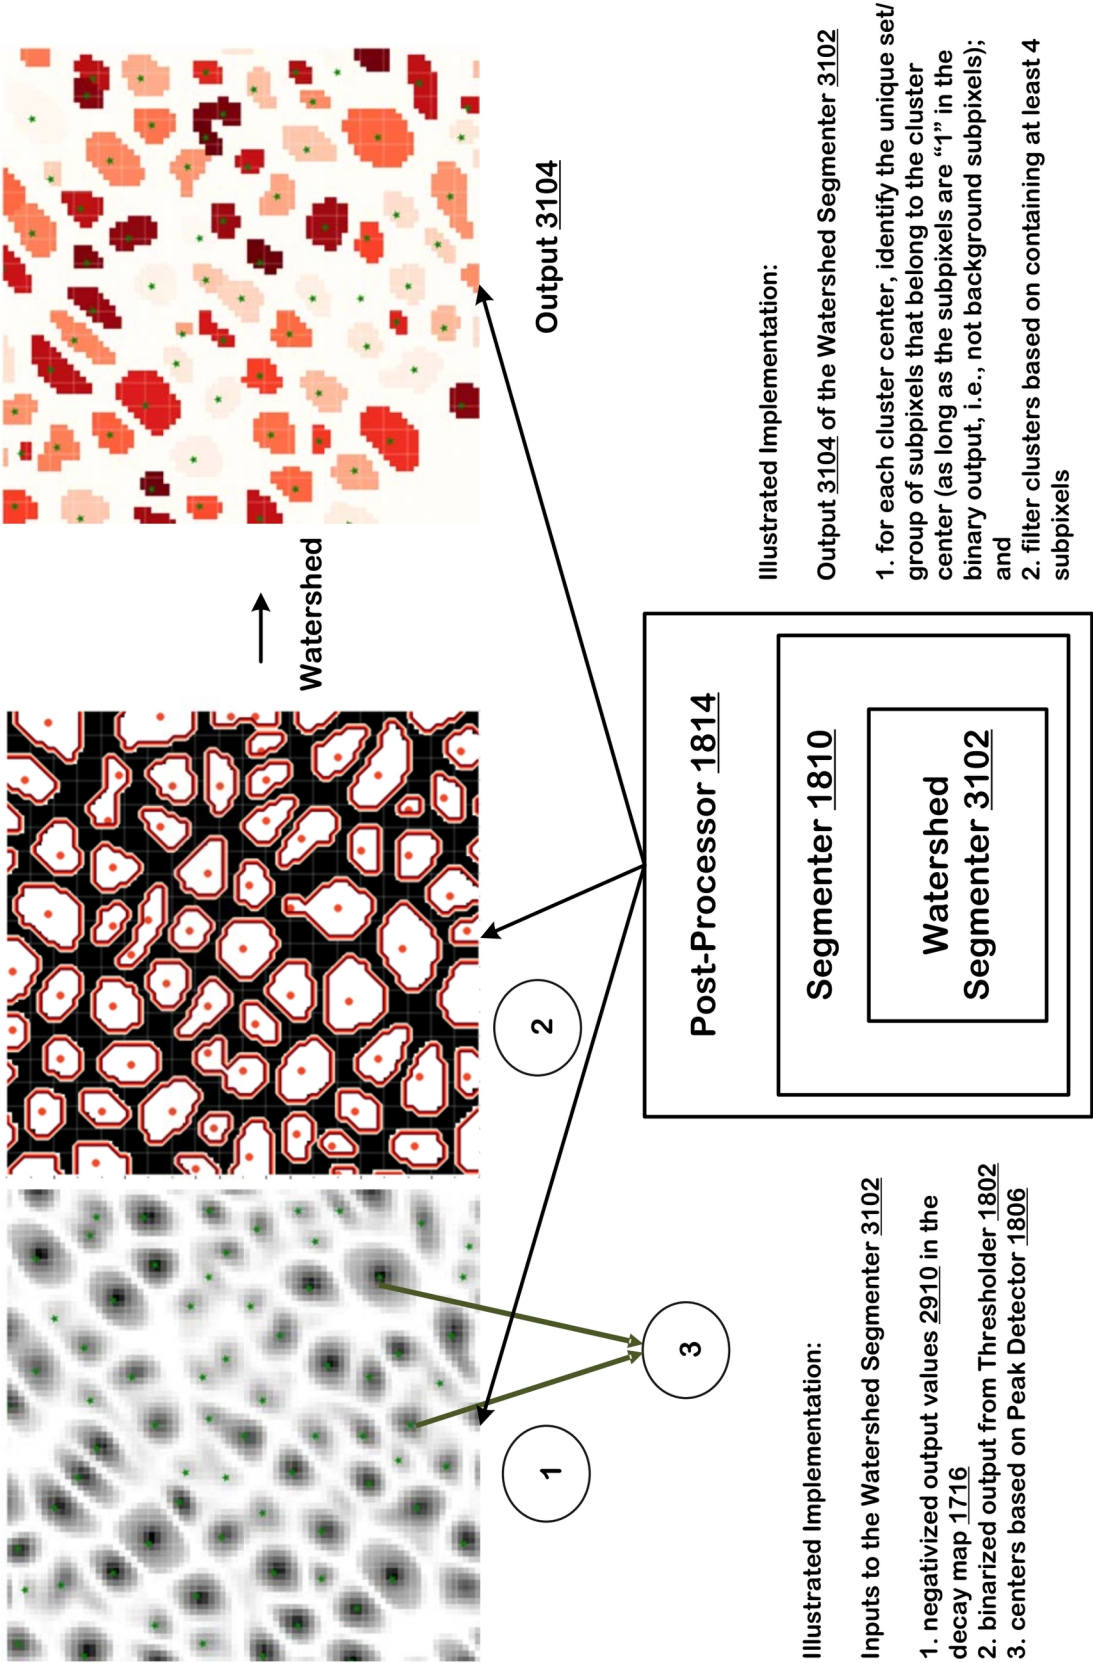 Watershed
Output 3104
1
2
3
Post-Processor 1814
Segmenter 1810
Watershed
Segmenter 3102
Illustrated Implementation:
Inputs to the Watershed Segmenter 3102
1. negativized output values 2910 in the
decay map 1716
2. binarized output from Thresholder 1802
3. centers based on Peak Detector 1806
Illustrated Implementation:
Output 3104 of the Watershed Segmenter 3102
1. for each cluster center, identify the unique set/
group of subpixels that belong to the cluster
center (as long as the subpixels are “1” in the
binary output, i.e., not background subpixels);
and
2. filter clusters based on containing at least 4
subpixels